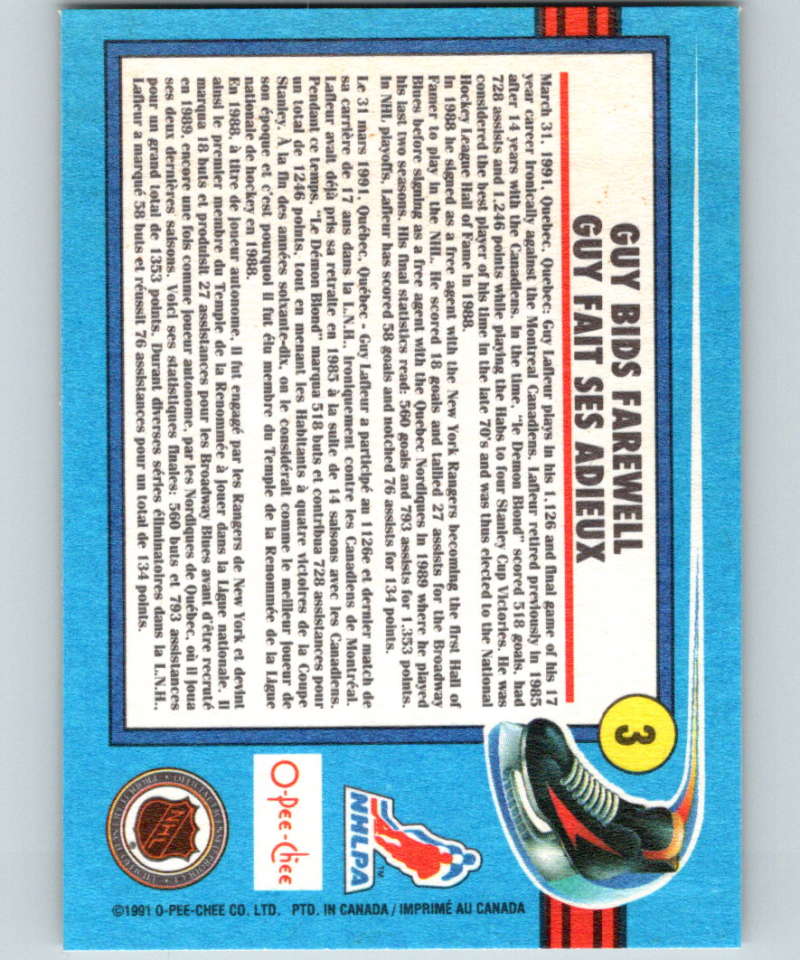 3
GUY BIDS FAREWELL
GUY FAIT SES ADIEUX
March 31, 1991, Quebec, Quebec: Guy Lafleur plays in his 1,126 and final game of his 17
year career ironically against the Montreal Canadiens. Lafleur retired previously in 1985
after 14 years with the Canadiens. In the time, "le Demon Blond" scored 518 goals, had
728 assists and 1,246 points while playing the Habs to four Stanley Cup Victories. He was
considered the best player of his time in the late 70's and was thus elected to the National
Hockey League Hall of Fame in 1988.
In 1988 he signed as a free agent with the New York Rangers becoming the first Hall of
Famer to play in the NHL. He scored 18 goals and tallied 27 assists for the Broadway
Blues before signing as a free agent with the Quebec Nordiques in 1989 where he played
his last two seasons. His final statistics read: 560 goals and 793 assists for 1,353 points.
In NHL playoffs, Lafleur has scored 58 goals and notched 76 assists for 134 points.
Le 31 mars 1991, Québec, Québec - Guy Lafleur a participé au 1126e et dernier match de
sa carrière de 17 ans dans la L.N.H., ironiquement contre les Canadiens de Montréal.
Lafleur avait déjà pris sa retraite en 1985 à la suite de 14 saisons avec les Canadiens.
Pendant ce temps, "Le Démon Blond" marqua 518 buts et contribua 728 assistances pour
un total de 1246 points, tout en menant les Habitants à quatre victoires de la Coupe
Stanley. À la fin des années soixante-dix, on le considérait comme le meilleur joueur de
son époque et c'est pourquoi il fut élu membre du Temple de la Renommée de la Ligue
nationale de hockey en 1988.
En 1988, à titre de joueur autonome, il fut engagé par les Rangers de New York et devint
ainsi le premier membre du Temple de la Renommée à jouer dans la Ligue nationale. Il
marqua 18 buts et produisit 27 assistances pour les Broadway Blues avant d'être recruté
en 1989, encore une fois comme joueur autonome, par les Nordiques de Québec, où il joua
ses deux dernières saisons. Voici ses statistiques finales: 560 buts et 793 assistances
pour un grand total de 1353 points. Durant diverses séries éliminatoires dans la L.N.H.,
Lafleur a marqué 58 buts et réussit 76 assistances pour un total de 134 points.
NHLPA
TM
O-Pee-Chee
NHL
©1991 O-PEE-CHEE CO. LTD. PTD. IN CANADA / IMPRIMÉ AU CANADA